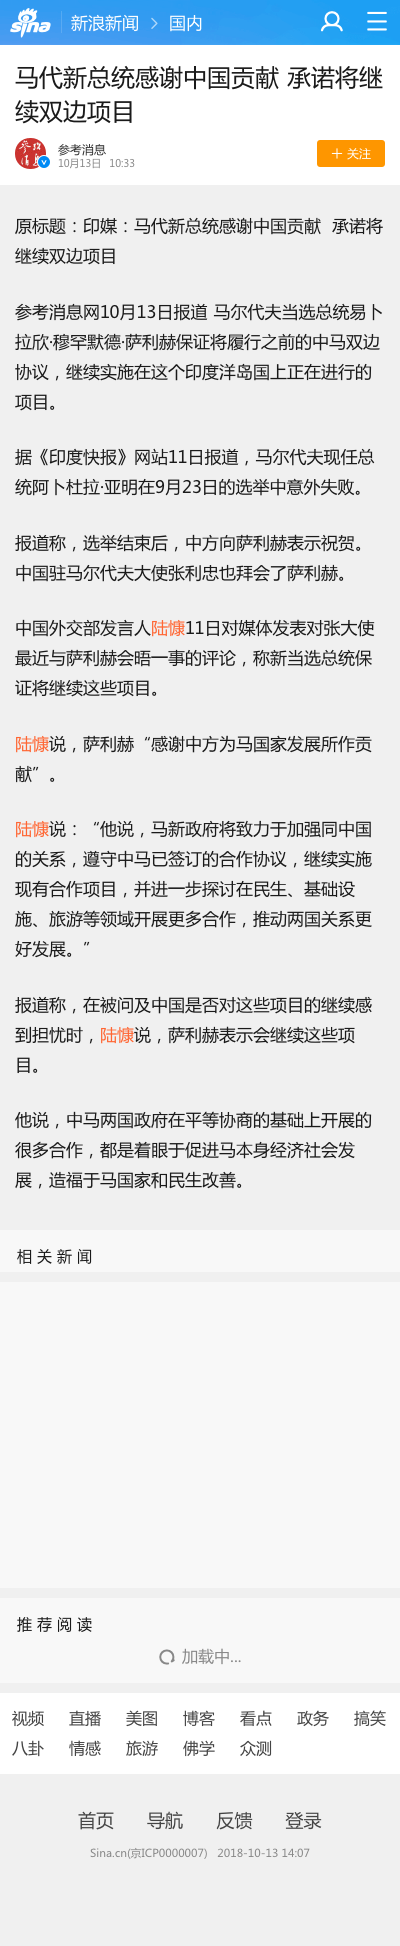 sina 新浪新闻 > 国内
马代新总统感谢中国贡献 承诺将继
续双边项目
参考消息
10月13日 10:33
+ 关注
原标题：印媒：马代新总统感谢中国贡献 承诺将
继续双边项目
参考消息网10月13日报道 马尔代夫当选总统易卜
拉欣·穆罕默德·萨利赫保证将履行之前的中马双边
协议，继续实施在这个印度洋岛国上正在进行的
项目。
据《印度快报》网站11日报道，马尔代夫现任总
统阿卜杜拉·亚明在9月23日的选举中意外失败。
报道称，选举结束后，中方向萨利赫表示祝贺。
中国驻马尔代夫大使张利忠也拜会了萨利赫。
中国外交部发言人陆慷11日对媒体发表对张大使
最近与萨利赫会晤一事的评论，称新当选总统保
证将继续这些项目。
陆慷说，萨利赫“感谢中方为马国家发展所作贡
献”。
陆慷说：“他说，马新政府将致力于加强同中国
的关系，遵守中马已签订的合作协议，继续实施
现有合作项目，并进一步探讨在民生、基础设
施、旅游等领域开展更多合作，推动两国关系更
好发展。”
报道称，在被问及中国是否对这些项目的继续感
到担忧时，陆慷说，萨利赫表示会继续这些项
目。
他说，中马两国政府在平等协商的基础上开展的
很多合作，都是着眼于促进马本身经济社会发
展，造福于马国家和民生改善。
相关新闻
推荐阅读
加载中...
视频 直播 美图 博客 看点 政务 搞笑
八卦 情感 旅游 佛学 众测
首页 导航 反馈 登录
Sina.cn(京ICP0000007) 2018-10-13 14:07